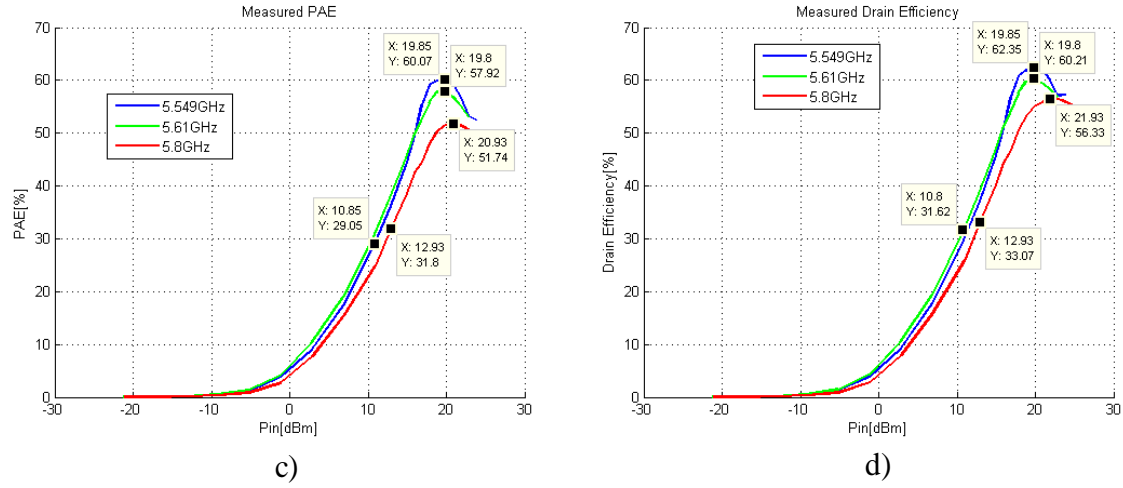 Measured PAE
70
60
50
40
30
20
10
0
PAE[%]
5.549GHz
5.61GHz
5.8GHz
X: 19.85
Y: 60.07
X: 19.8
Y: 57.92
X: 20.93
Y: 51.74
X: 10.85
Y: 29.05
X: 12.93
Y: 31.8
-30 -20 -10 0 10 20 30
Pin[dBm]
c)
Measured Drain Efficiency
70
60
50
40
30
20
10
0
Drain Efficiency[%]
5.549GHz
5.61GHz
5.8GHz
X: 19.85
Y: 62.35
X: 19.8
Y: 60.21
X: 21.93
Y: 56.33
X: 10.8
Y: 31.62
X: 12.93
Y: 33.07
-30 -20 -10 0 10 20 30
Pin[dBm]
d)